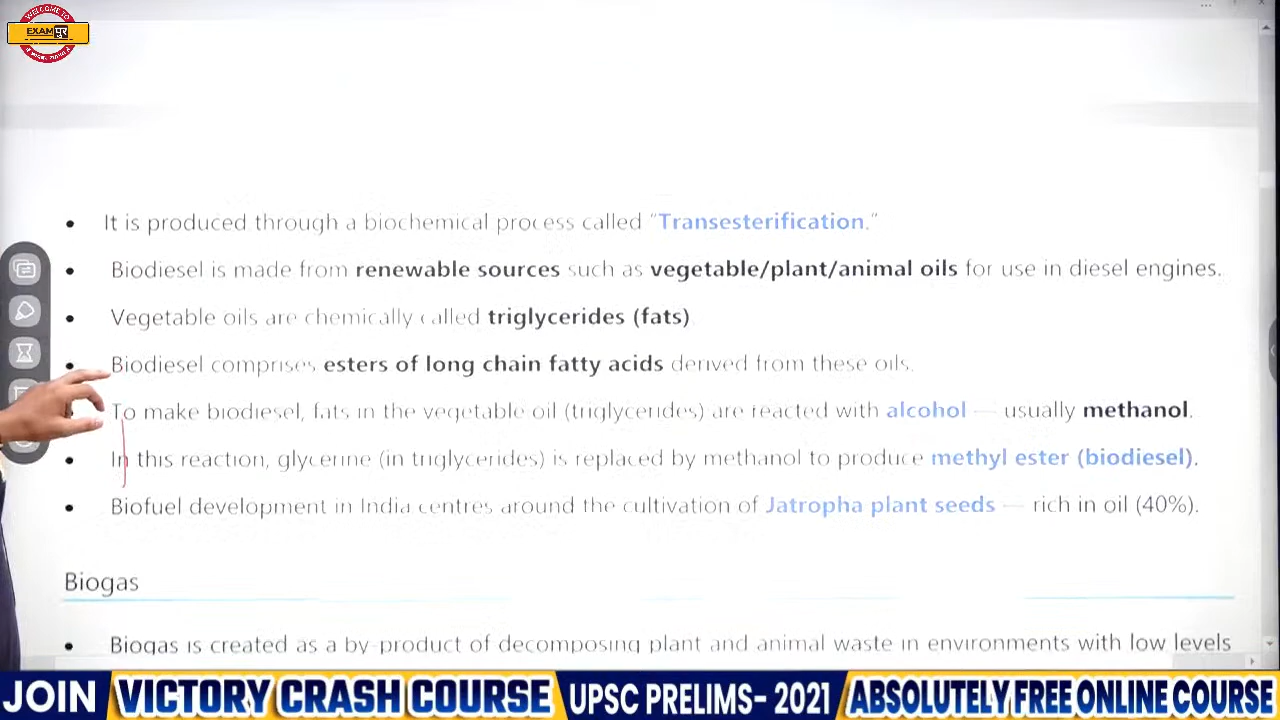 WELCOME TO
EXAM पुर
• It is produced through a biochemical process called “Transesterification.”
• Biodiesel is made from renewable sources such as vegetable/plant/animal oils for use in diesel engines.
• Vegetable oils are chemically called triglycerides (fats)
• Biodiesel comprises esters of long chain fatty acids derived from these oils.
To make biodiesel, fats in the vegetable oil (triglycerides) are reacted with alcohol — usually methanol.
• In this reaction, glycerine (in triglycerides) is replaced by methanol to produce methyl ester (biodiesel).
• Biofuel development in India centres around the cultivation of Jatropha plant seeds — rich in oil (40%).
Biogas
• Biogas is created as a by-product of decomposing plant and animal waste in environments with low levels
JOIN VICTORY CRASH COURSE UPSC PRELIMS- 2021 ABSOLUTELY FREE ONLINE COURSE